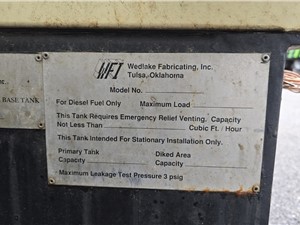 WFI Wedlake Fabricating, Inc.
Tulsa, Oklahoma
Model No.
For Diesel Fuel Only Maximum Load
This Tank Requires Emergency Relief Venting. Capacity
Not Less Than Cubic Ft. / Hour
This Tank Intended For Stationary Installation Only.
Primary Tank Diked Area
Capacity Capacity
Maximum Leakage Test Pressure 3 psig
BASE TANK